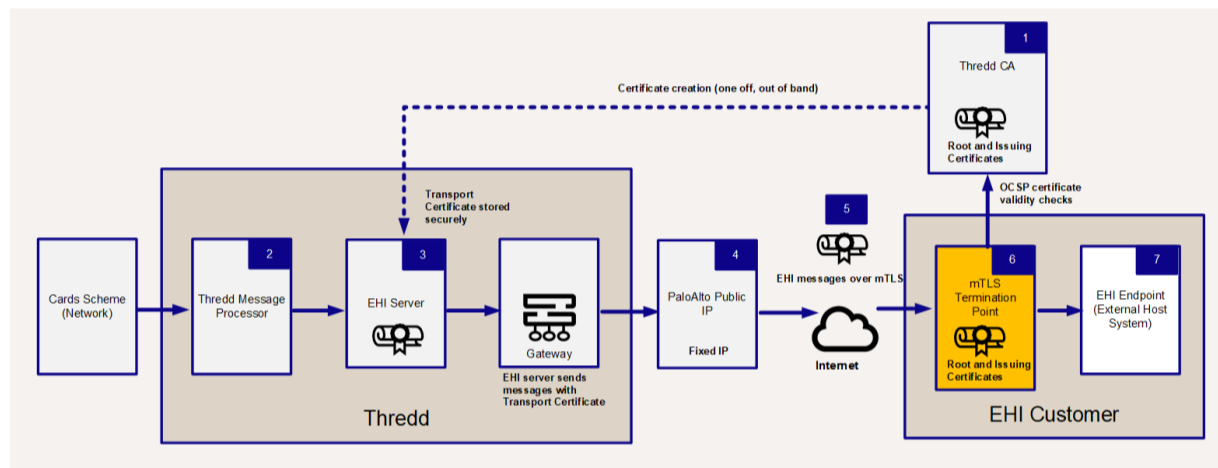 1
Thredd CA
Root and Issuing
Certificates
Certificate creation (one off, out of band)
OCSP certificate
validity checks
Transport
Certificate stored
securely
Cards Scheme
(Network)
2
Thredd Message
Processor
3
EHI Server
Gateway
EHI server sends
messages with
Transport Certificate
Thredd
4
PaloAlto Public
IP
Fixed IP
5
EHI messages over mTLS
Internet
6
mTLS
Termination
Point
Root and Issuing
Certificates
7
EHI Endpoint
(External Host
System)
EHI Customer